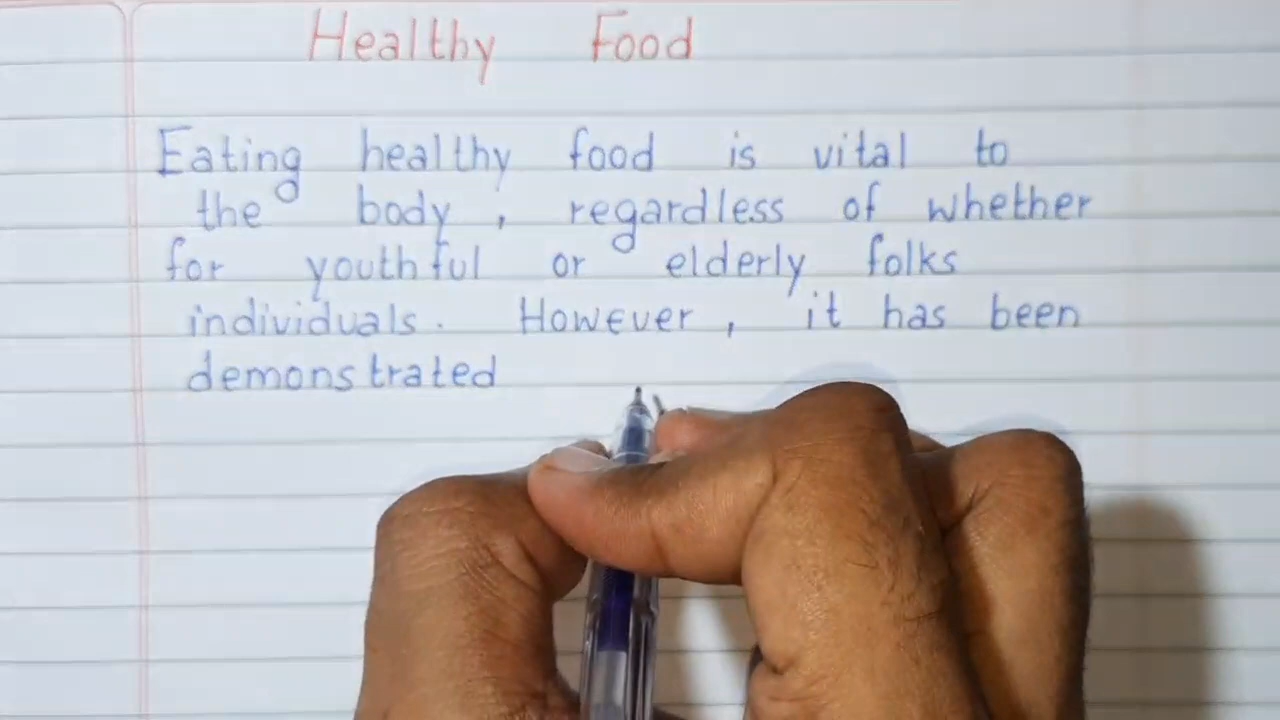 Healthy Food
Eating healthy food is vital to
the body, regardless of whether
for youthful or elderly folks
individuals. However, it has been
demonstrated